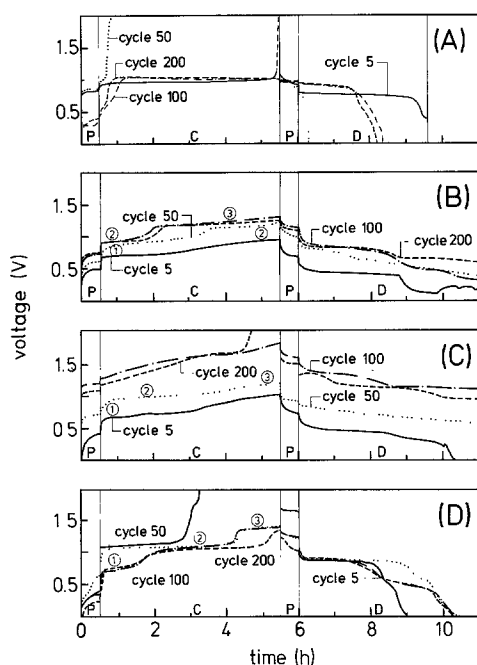 (A)
cycle 50
cycle 200
cycle 100
cycle 5
1.5
0.5
P C P D
(B)
② cycle 50 ③
① ②
cycle 5
cycle 100
cycle 200
1.5
0.5
P C P D
(C)
cycle 200
②
①
cycle 5
③
cycle 100
cycle 50
1.5
0.5
P C P D
(D)
cycle 50
① ② ③
cycle 100
cycle 200
cycle 5
1.5
0.5
P C P D
0 2 4 6 8 10
time (h)
voltage (V)